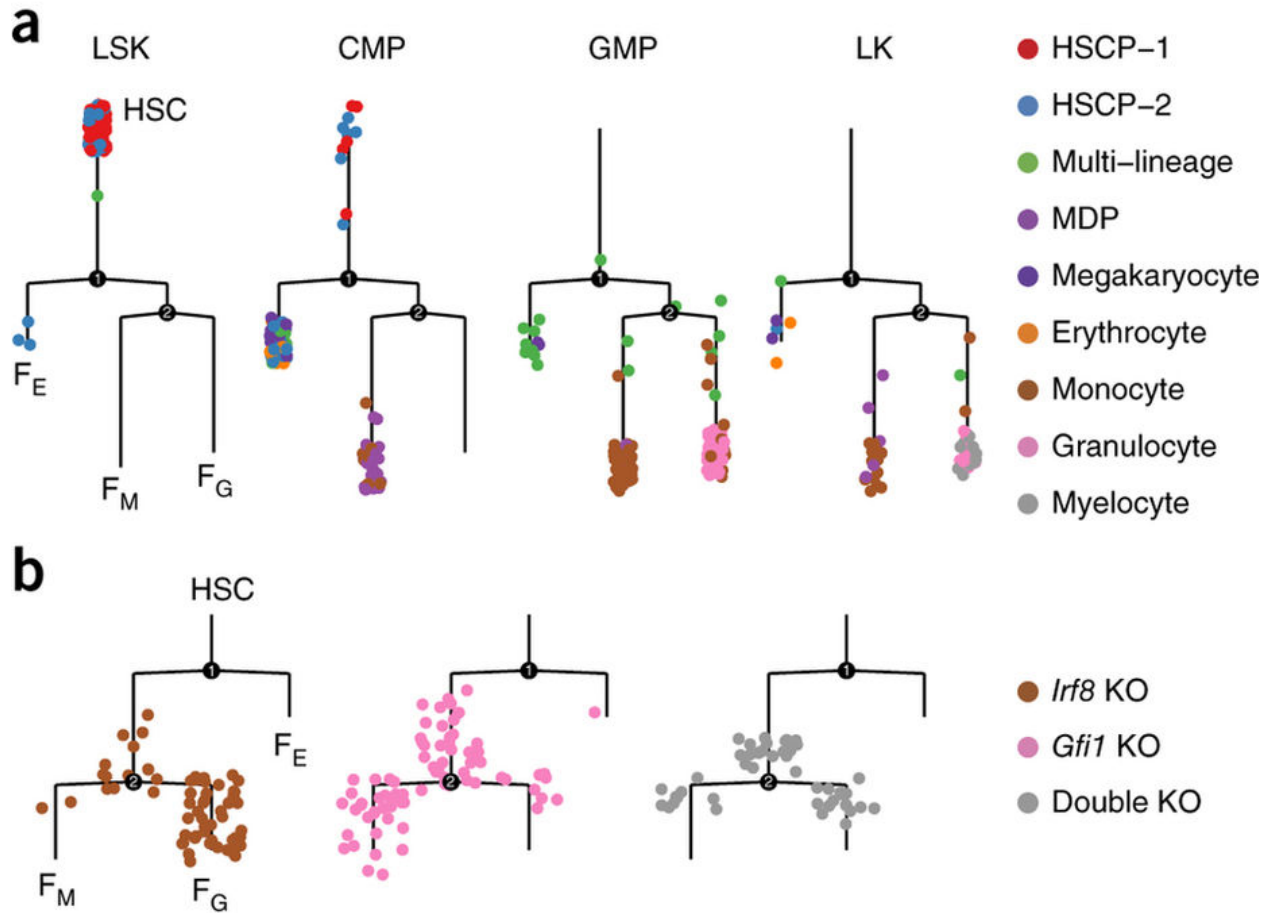 a
LSK
CMP
GMP
LK
HSC
HSCP–1
HSCP–2
Multi–lineage
MDP
Megakaryocyte
Erythrocyte
Monocyte
Granulocyte
Myelocyte
1
2
1
2
1
2
1
2
FE
FM
FG
b
HSC
1
2
1
2
1
2
FE
FM
FG
Irf8 KO
Gfi1 KO
Double KO